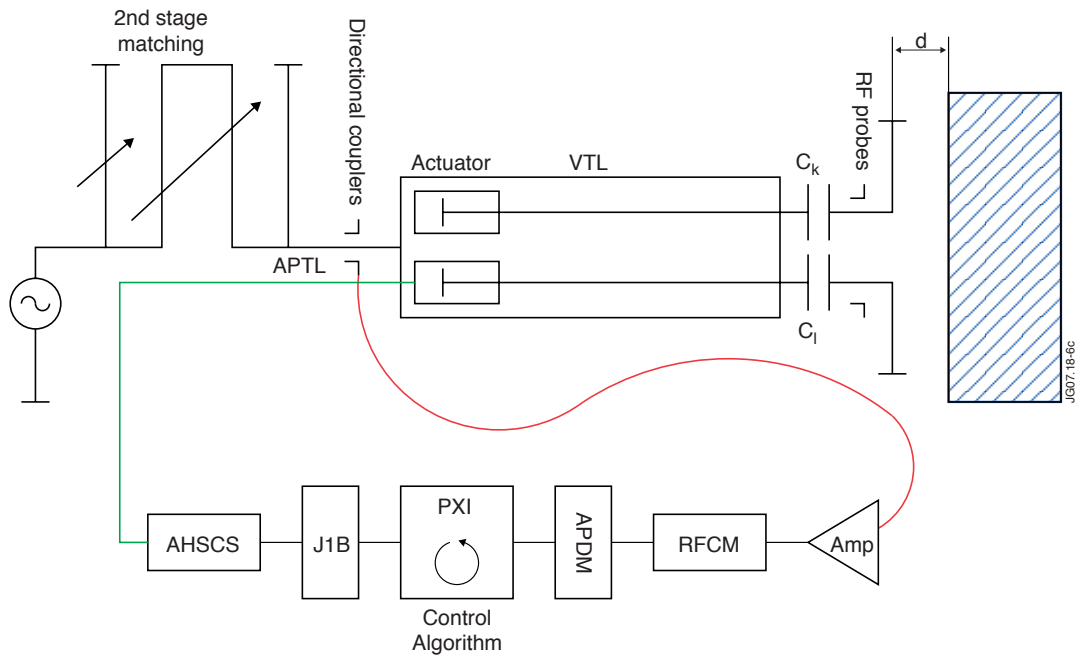 2nd stage
matching
Directional couplers
d
RF probes
Actuator
VTL
Ck
APTL
Cl
JG07.18-6c
AHSCS
J1B
PXI
APDM
RFCM
Amp
Control
Algorithm